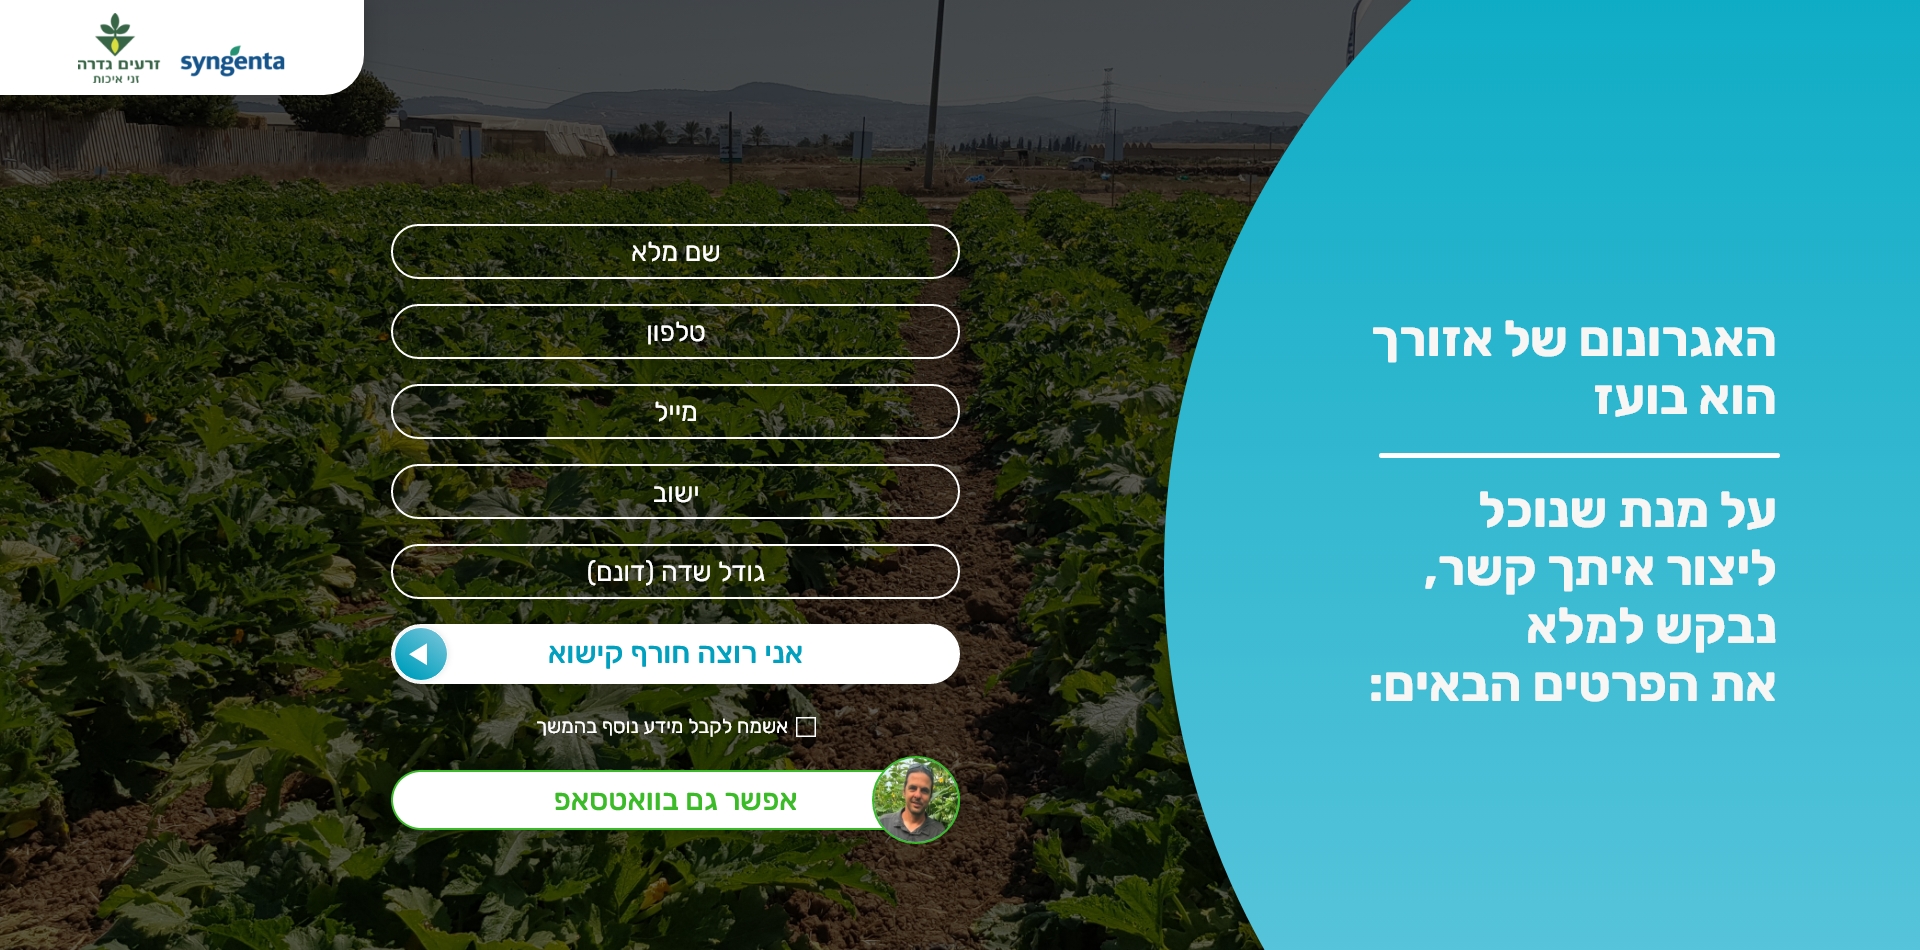 זרעים גדרה
זני איכות
syngenta
האגרונום של אזורך
הוא בועז
על מנת שנוכל
ליצור איתך קשר,
נבקש למלא
את הפרטים הבאים:
שם מלא
טלפון
מייל
ישוב
גודל שדה (דונם)
אני רוצה חורף קישוא
אשמח לקבל מידע נוסף בהמשך
אפשר גם בוואטסאפ